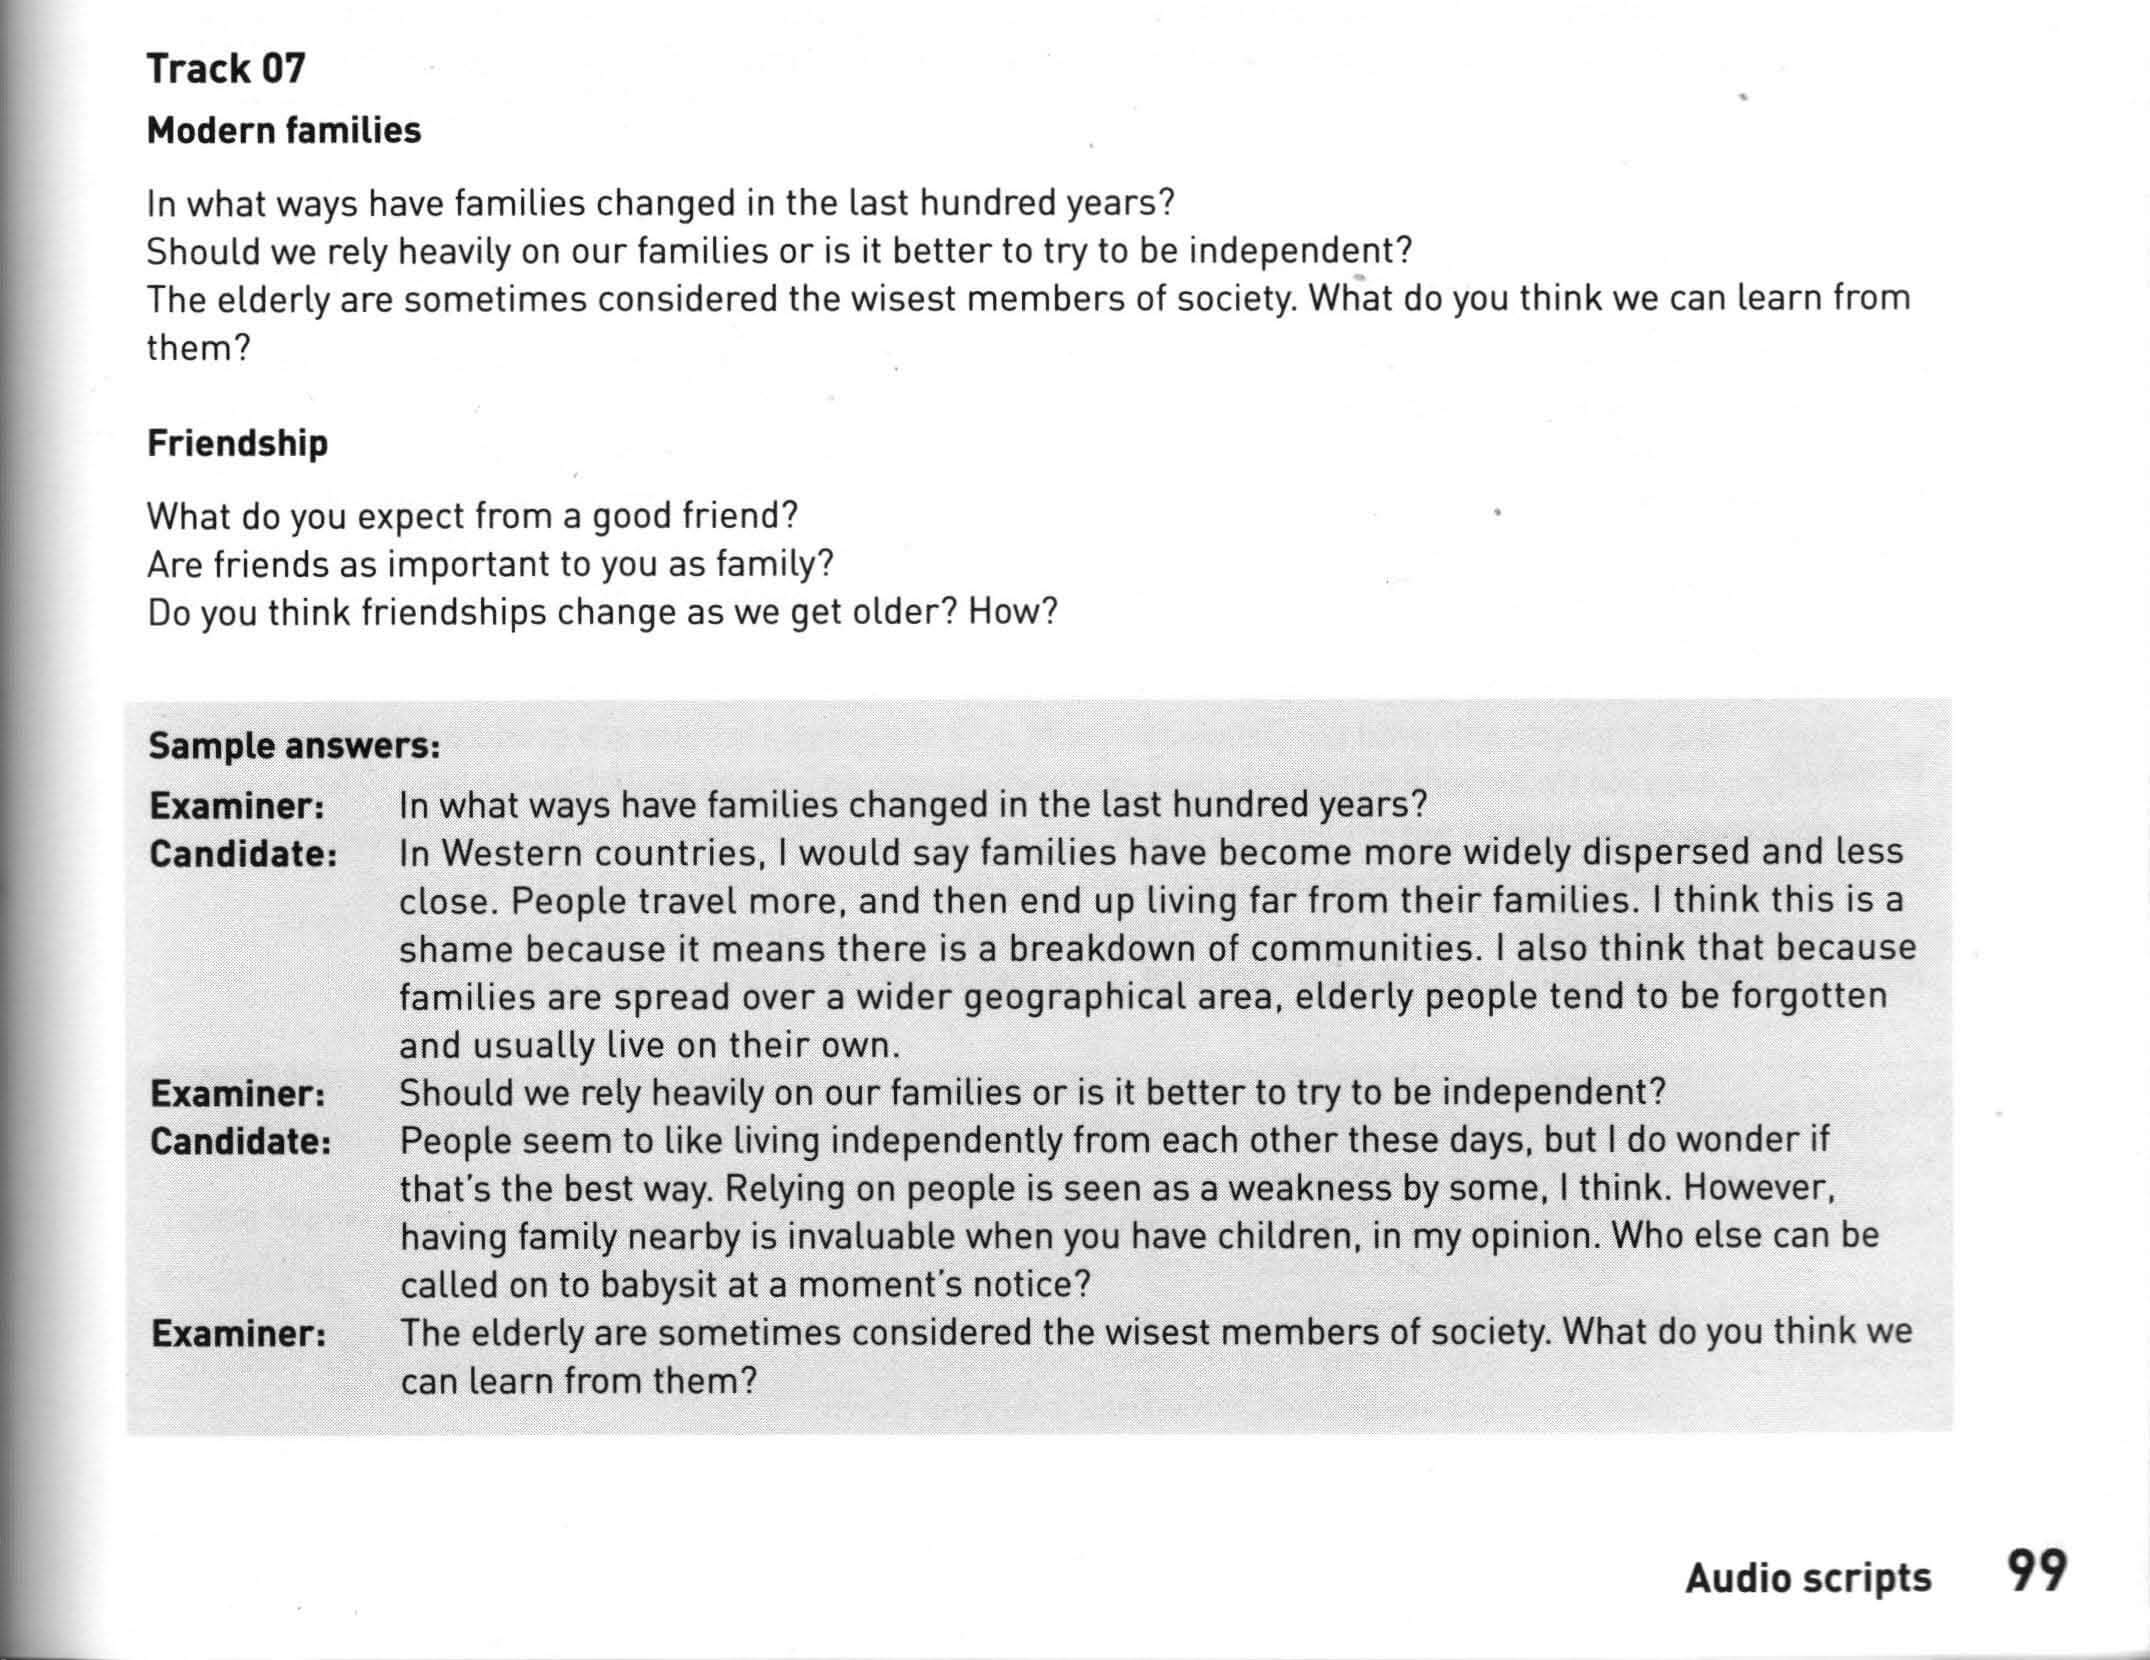 Track 07
Modern families
In what ways have families changed in the last hundred years?
Should we rely heavily on our families or is it better to try to be independent?
The elderly are sometimes considered the wisest members of society. What do you think we can learn from
them?
Friendship
What do you expect from a good friend?
Are friends as important to you as family?
Do you think friendships change as we get older? How?
Sample answers:
Examiner: In what ways have families changed in the last hundred years?
Candidate: In Western countries, I would say families have become more widely dispersed and less
close. People travel more, and then end up living far from their families. I think this is a
shame because it means there is a breakdown of communities. I also think that because
families are spread over a wider geographical area, elderly people tend to be forgotten
and usually live on their own.
Examiner: Should we rely heavily on our families or is it better to try to be independent?
Candidate: People seem to like living independently from each other these days, but I do wonder if
that's the best way. Relying on people is seen as a weakness by some, I think. However,
having family nearby is invaluable when you have children, in my opinion. Who else can be
called on to babysit at a moment's notice?
Examiner: The elderly are sometimes considered the wisest members of society. What do you think we
can learn from them?
Audio scripts 99